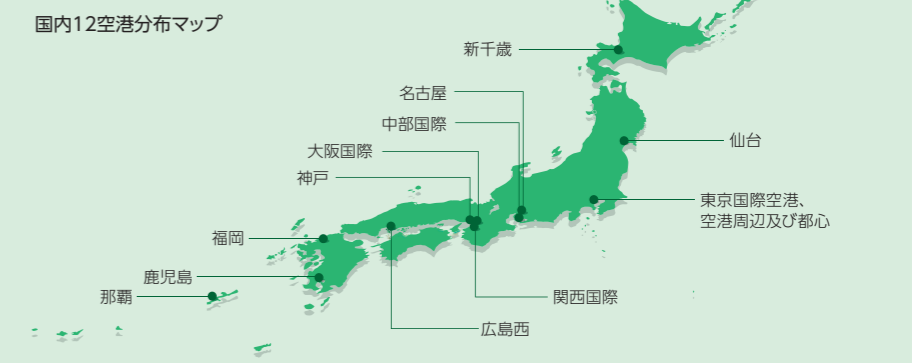 国内12空港分布マップ
新千歳
名古屋
中部国際
大阪国際
神戸
仙台
東京国際空港、
空港周辺及び都心
福岡
鹿児島
那覇
関西国際
広島西